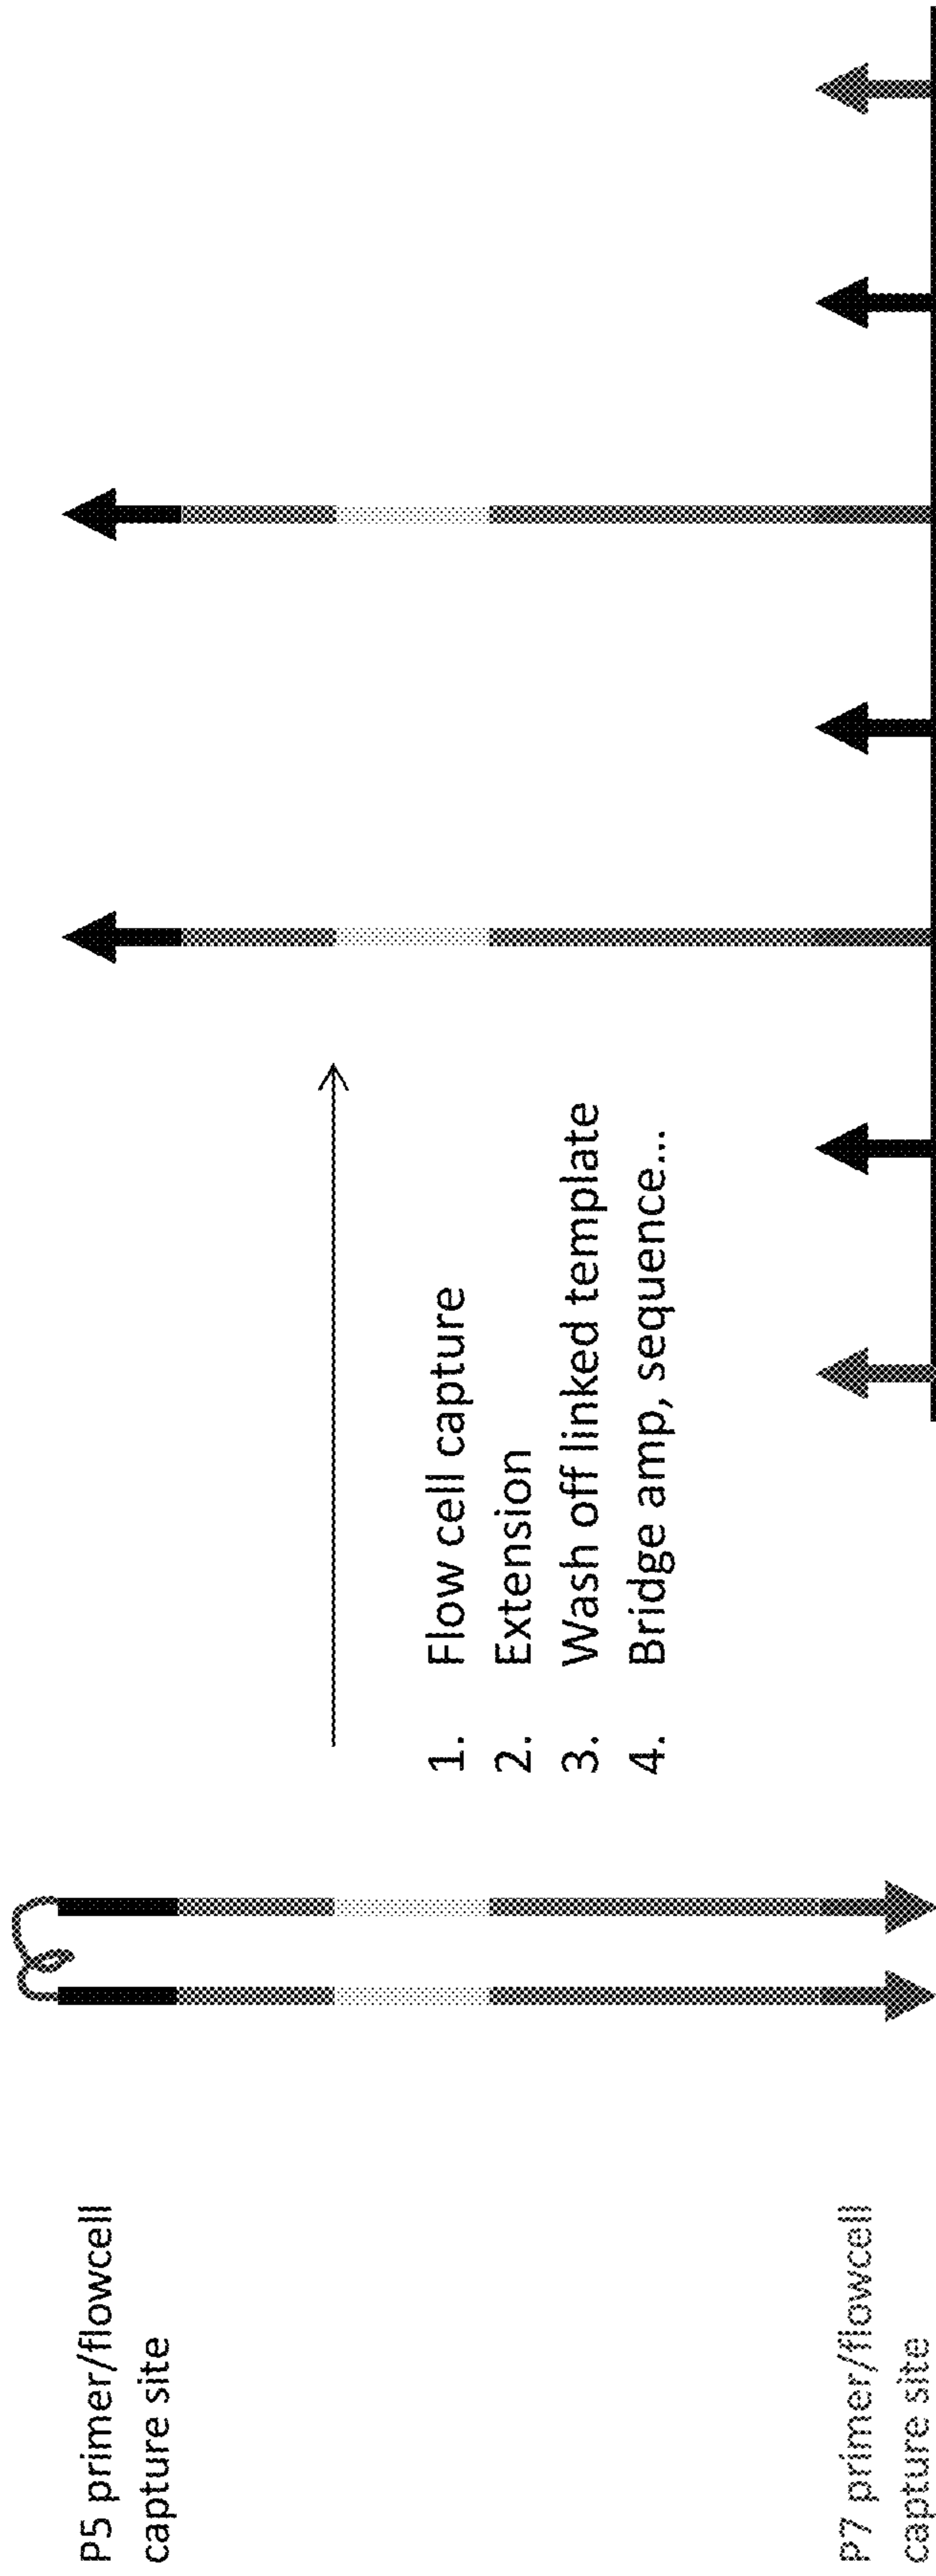 P5 primer/flowcell
capture site
P7 primer/flowcell
capture site
1. Flow cell capture
2. Extension
3. Wash off linked template
4. Bridge amp, sequence...